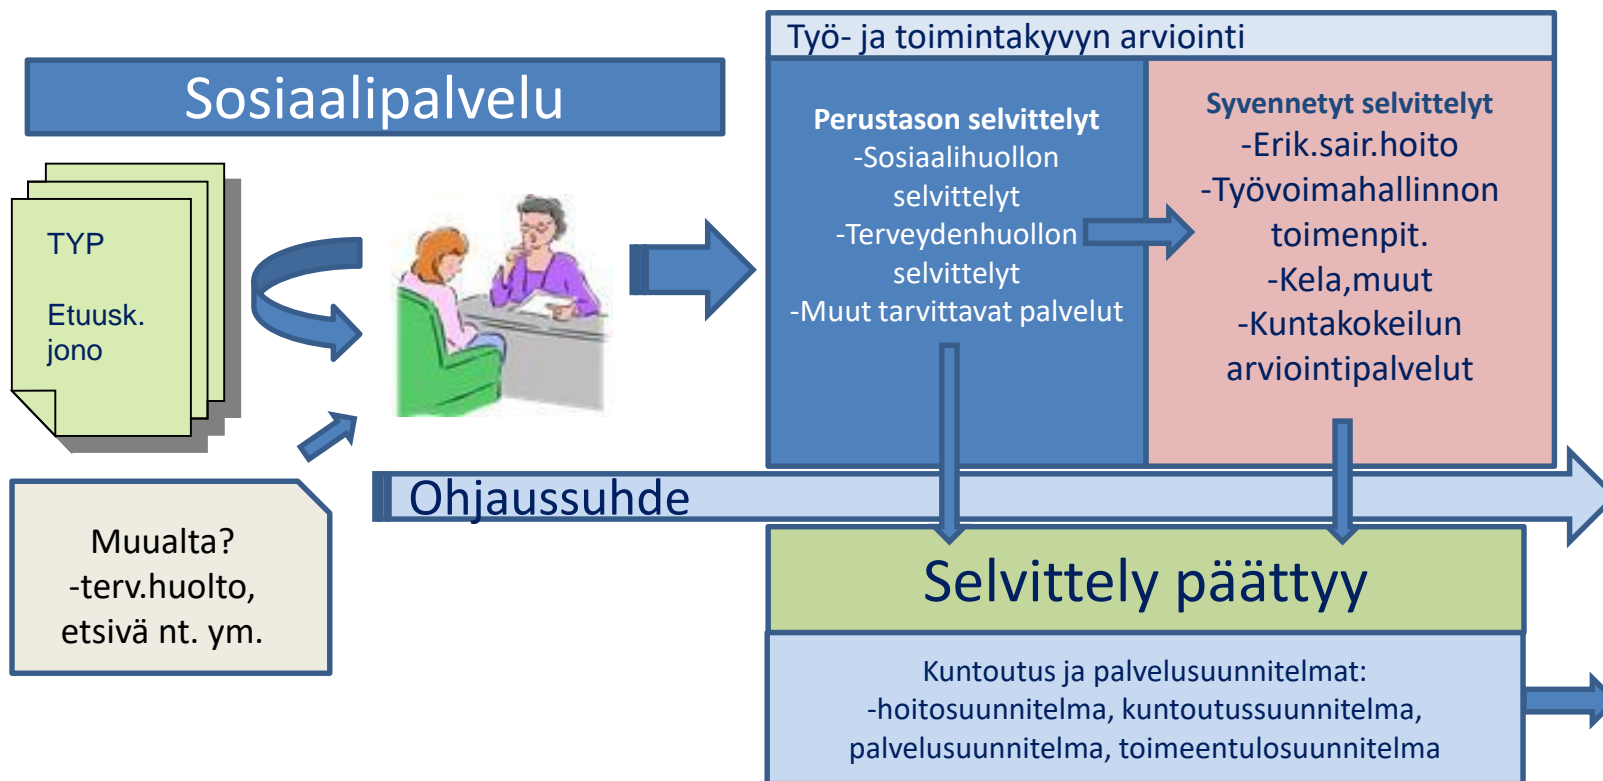 Sosiaalipalvelu
TYP
Etuusk.
jono
Muualta?
-terv.huolto,
etsivä nt. ym.
Työ- ja toimintakyvyn arviointi
Perustason selvittelyt
-Sosiaalihuollon
selvittelyt
-Terveydenhuollon
selvittelyt
-Muut tarvittavat palvelut
Syvennetyt selvittelyt
-Erik.sair.hoito
-Työvoimahallinnon
toimenpit.
-Kela,muut
-Kuntakokeilun
arviointipalvelut
Ohjaussuhde
Selvittely päättyy
Kuntoutus ja palvelusuunnitelmat:
-hoitosuunnitelma, kuntoutussuunnitelma,
palvelusuunnitelma, toimeentulosuunnitelma